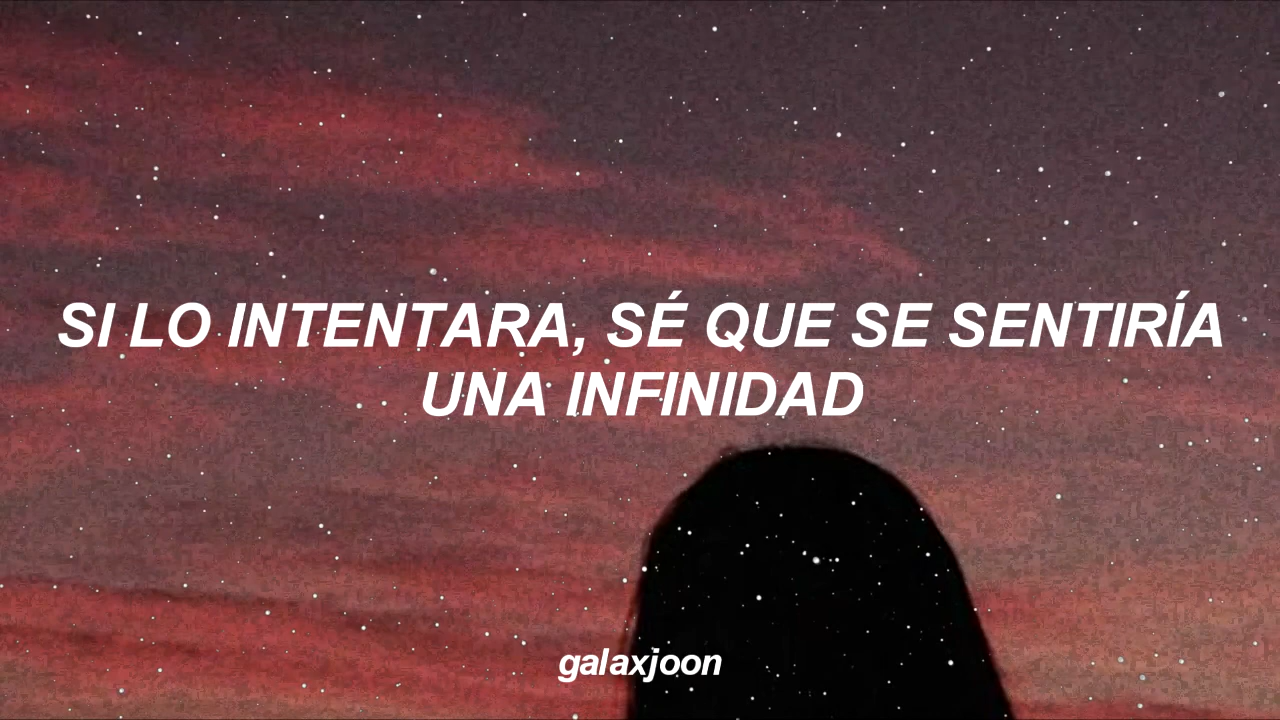 SI LO INTENTARA, SÉ QUE SE SENTIRÍA
UNA INFINIDAD
galaxjoon